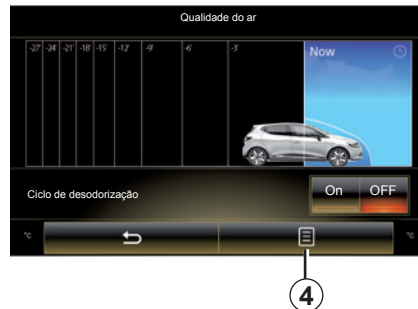 Qualidade do ar
-27' -24' -21' -18' -15' -12' -9' -6' -3' Now
Ciclo de desodorização On OFF
°C °C
4